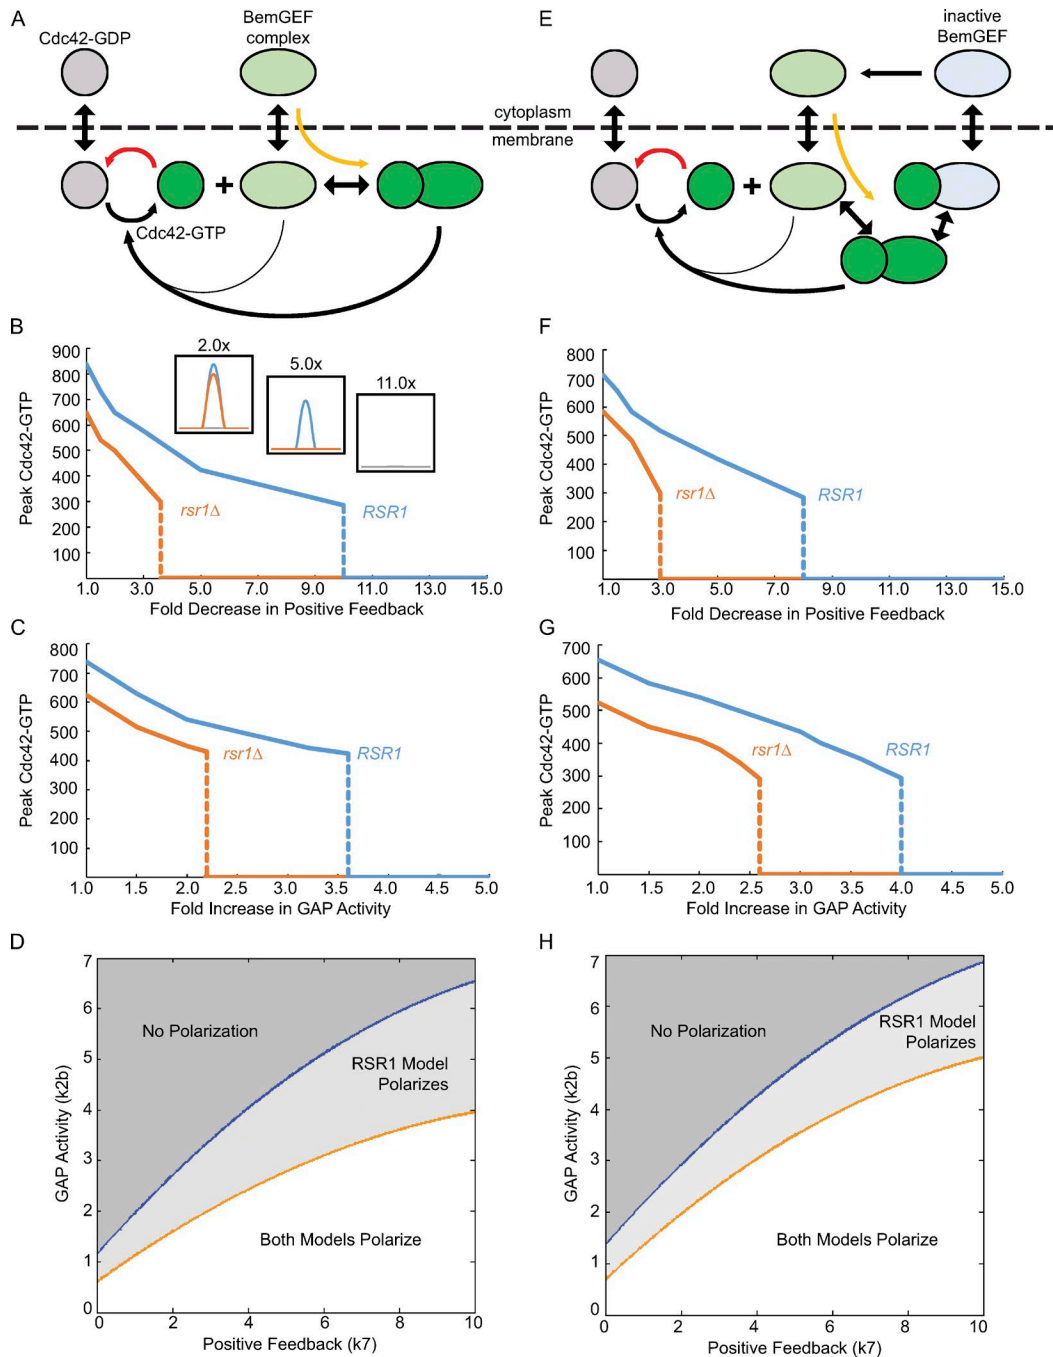 A
BemGEF
complex
Cdc42-GDP
Cdc42-GTP
cytoplasm
membrane
E
inactive
BemGEF
B
900
800
700
600
500
400
300
200
100
Peak Cdc42-GTP
2.0x
5.0x
11.0x
rsr1Δ
RSR1
1.0 3.0 5.0 7.0 9.0 11.0 13.0 15.0
Fold Decrease in Positive Feedback
F
800
700
600
500
400
300
200
100
Peak Cdc42-GTP
rsr1Δ
RSR1
1.0 3.0 5.0 7.0 9.0 11.0 13.0 15.0
Fold Decrease in Positive Feedback
C
800
700
600
500
400
300
200
100
Peak Cdc42-GTP
rsr1Δ
RSR1
1.0 1.5 2.0 2.5 3.0 3.5 4.0 4.5 5.0
Fold Increase in GAP Activity
G
800
700
600
500
400
300
200
100
Peak Cdc42-GTP
rsr1Δ
RSR1
1.0 1.5 2.0 2.5 3.0 3.5 4.0 4.5 5.0
Fold Increase in GAP Activity
D
7
6
5
4
3
2
1
0
GAP Activity (k2b)
No Polarization
RSR1 Model
Polarizes
Both Models Polarize
0 2 4 6 8 10
Positive Feedback (k7)
H
7
6
5
4
3
2
1
0
GAP Activity (k2b)
No Polarization
RSR1 Model
Polarizes
Both Models Polarize
0 2 4 6 8 10
Positive Feedback (k7)